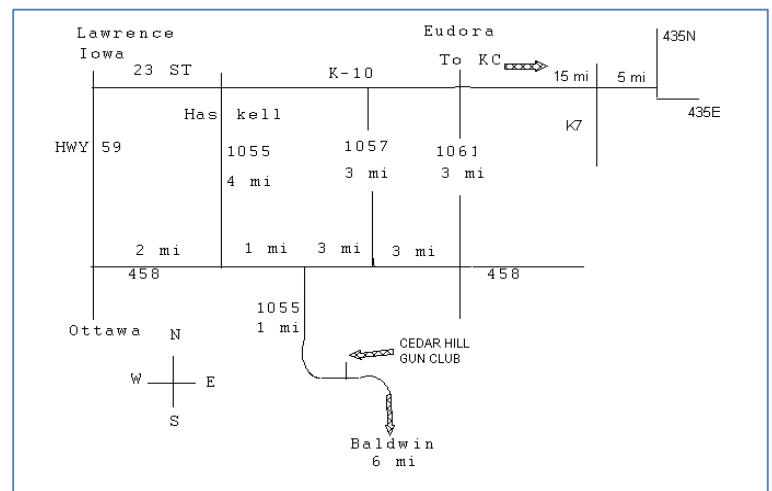 Lawrence
Iowa
Eudora
435N
To KC
23 ST
K-10
15 mi
5 mi
435E
Has kell
K7
HWY 59
1055
4 mi
1057
3 mi
1061
3 mi
2 mi
1 mi
3 mi
3 mi
458
458
1055
1 mi
Ottawa
N
W
E
S
CEDAR HILL
GUN CLUB
Baldwin
6 mi